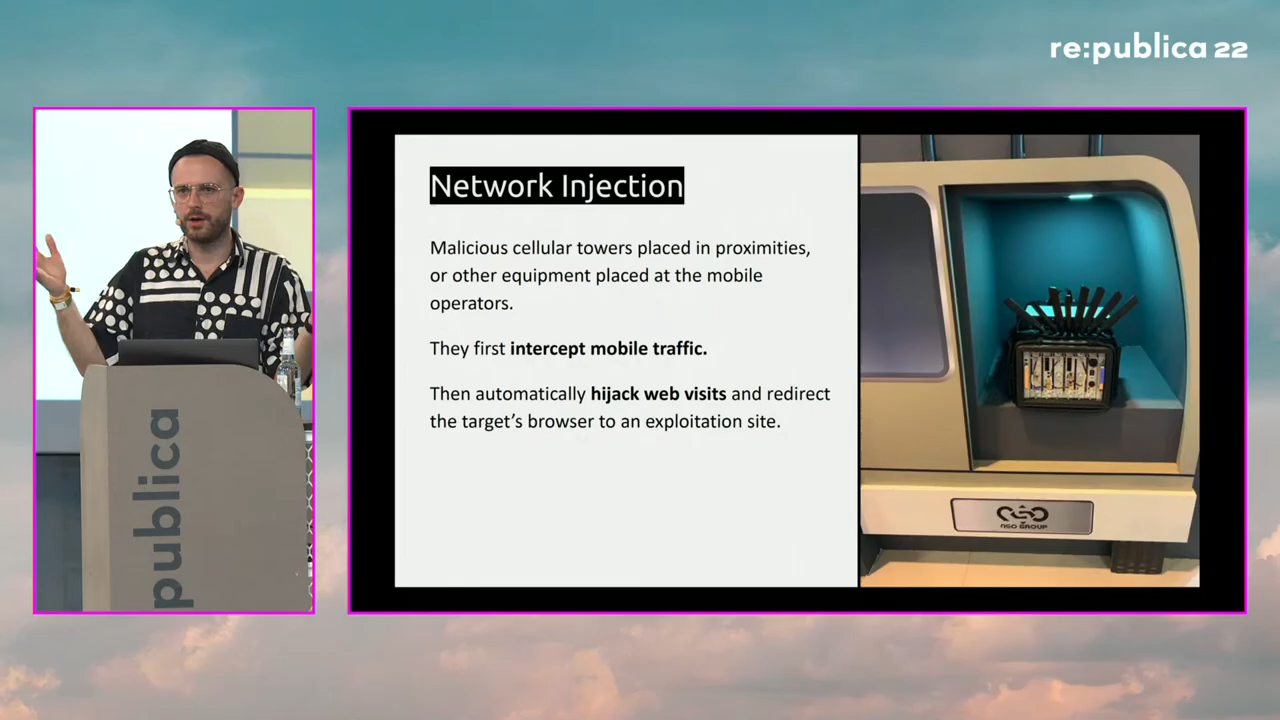 re:publica 22
Network Injection
Malicious cellular towers placed in proximities,
or other equipment placed at the mobile
operators.
They first intercept mobile traffic.
Then automatically hijack web visits and redirect
the target's browser to an exploitation site.
publica
NSO GROUP